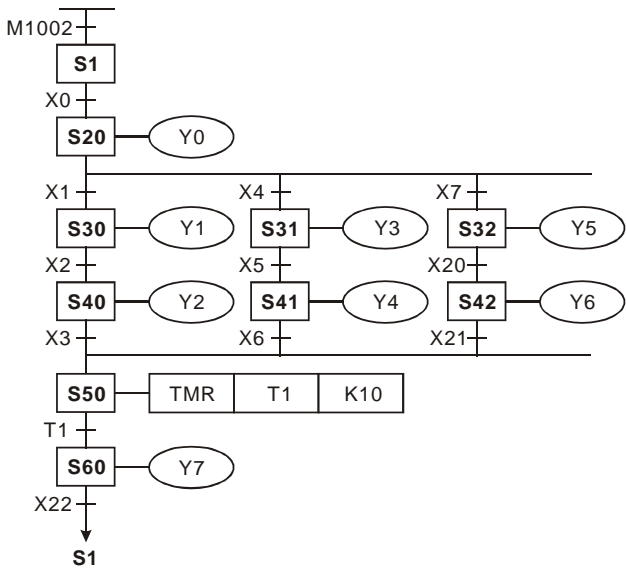 M1002
S1
X0
S20 Y0
X1 X4 X7
S30 Y1 S31 Y3 S32 Y5
X2 X5 X20
S40 Y2 S41 Y4 S42 Y6
X3 X6 X21
S50 TMR T1 K10
T1
S60 Y7
X22
S1